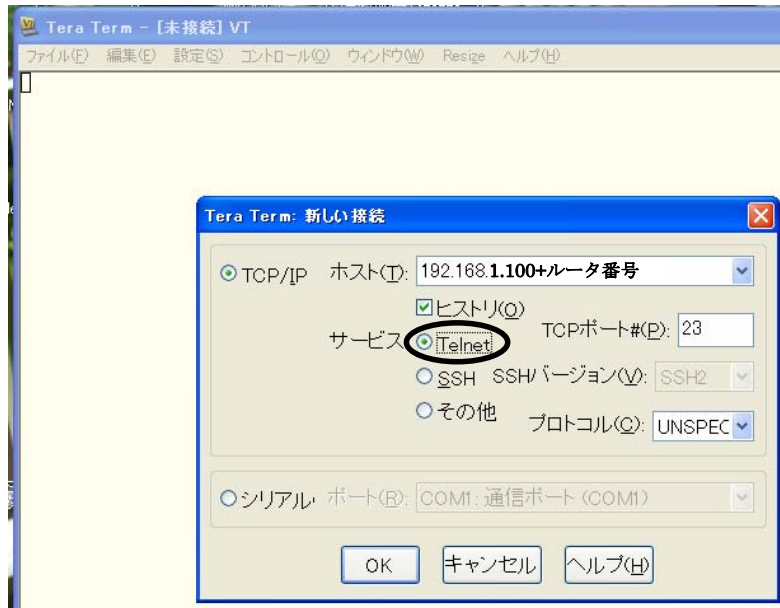 Tera Term - [未接続] VT
ファイル(F) 編集(E) 設定(S) コントロール(O) ウィンドウ(W) Resize ヘルプ(H)
Tera Term: 新しい接続
TCP/IP ホスト(T): 192.168.1.100+ルータ番号
ヒストリ(O)
サービス Telnet TCPポート#(P): 23
SSH SSHバージョン(V): SSH2
その他 プロトコル(C): UNSPEC
シリアル ポート(R): COM1: 通信ポート (COM1)
OK キャンセル ヘルプ(H)